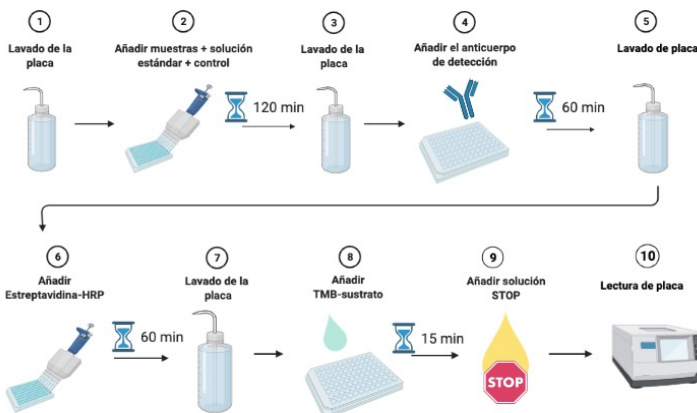 1
Lavado de la
placa
2
Añadir muestras + solución
estándar + control
120 min
3
Lavado de la
placa
4
Añadir el anticuerpo
de detección
60 min
5
Lavado de placa
6
Añadir
Estreptavidina-HRP
60 min
7
Lavado de la
placa
8
Añadir
TMB-sustrato
15 min
9
Añadir solución
STOP
STOP
10
Lectura de placa